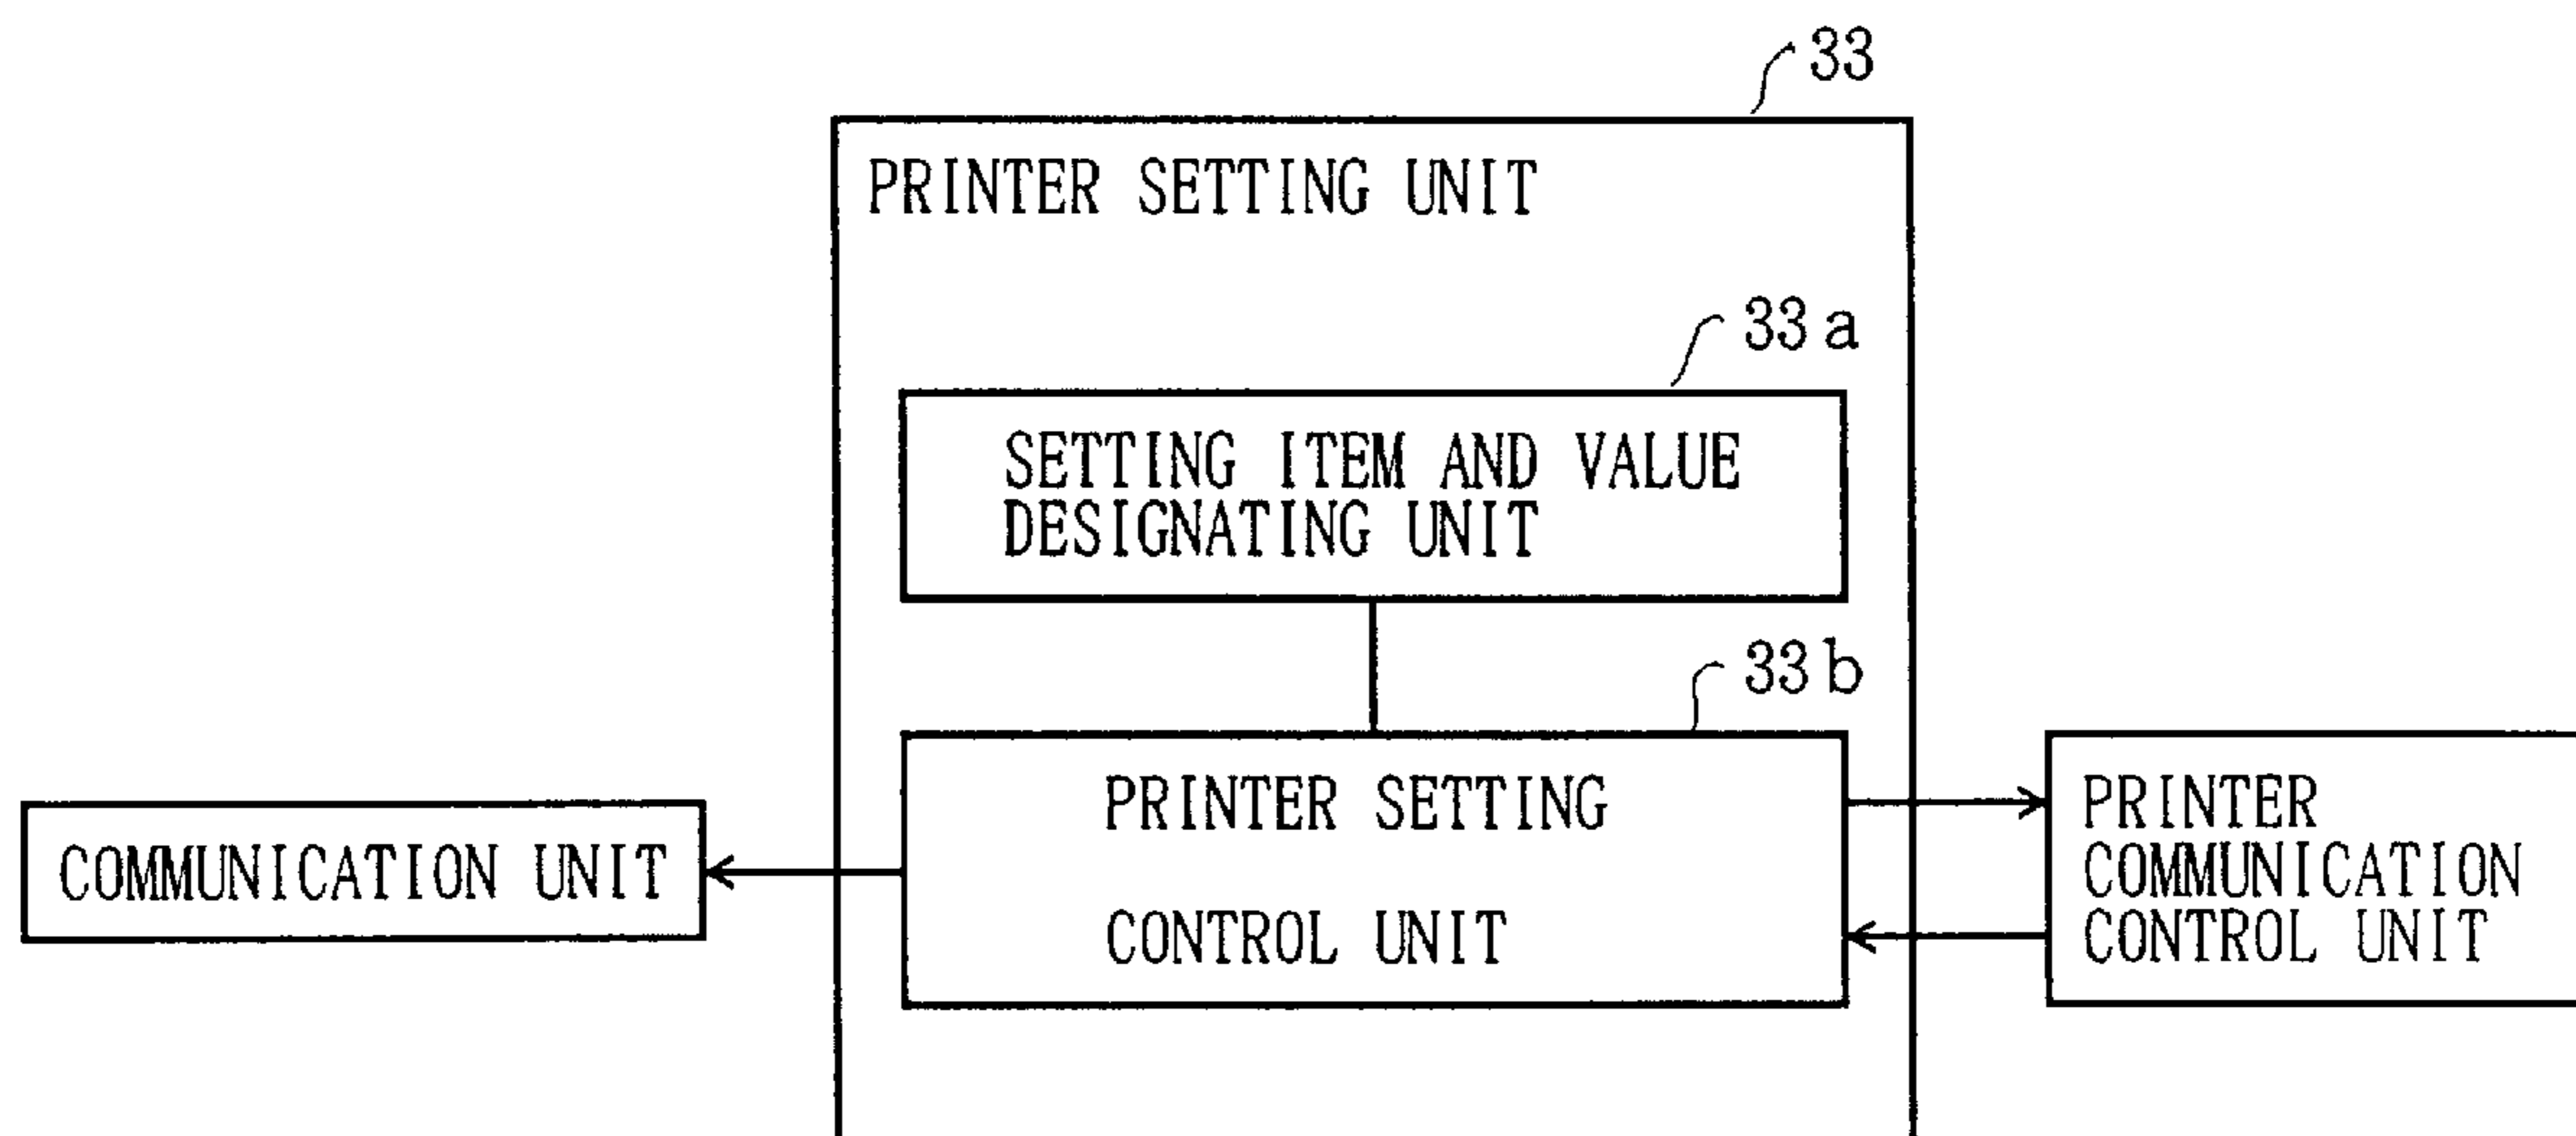 33
PRINTER SETTING UNIT
33a
SETTING ITEM AND VALUE
DESIGNATING UNIT
33b
PRINTER SETTING
CONTROL UNIT
COMMUNICATION UNIT
PRINTER
COMMUNICATION
CONTROL UNIT